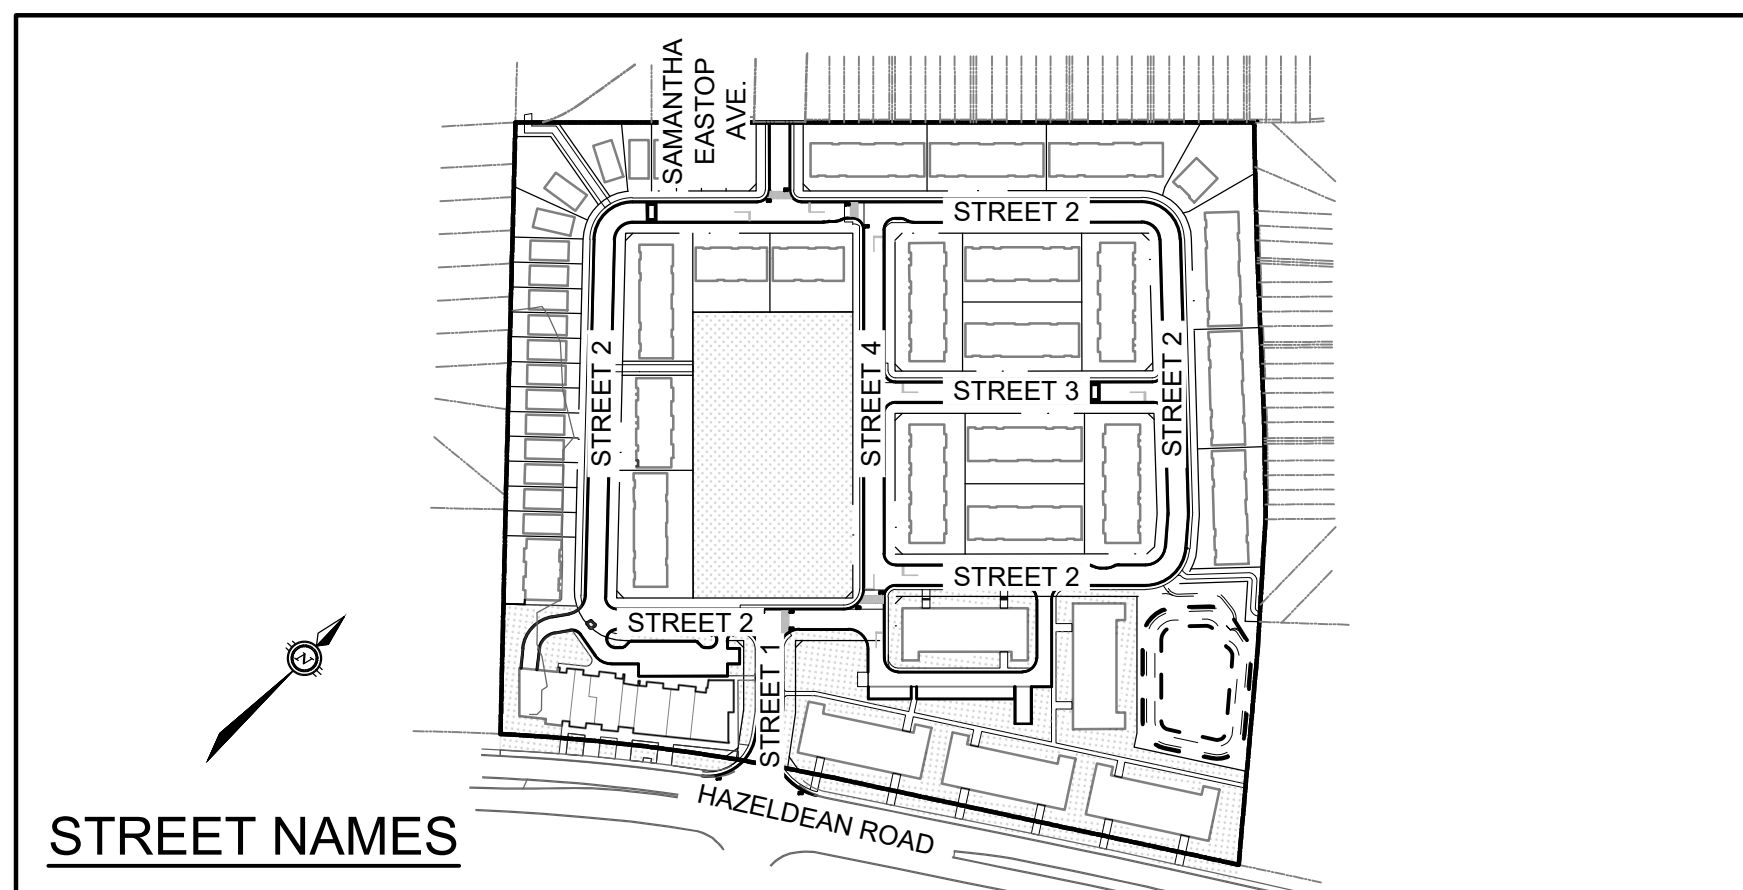 SAMANTHA
EASTOP
AVE.
STREET 2
STREET 2
STREET 4
STREET 3
STREET 2
STREET 2
STREET 2
STREET 1
N
HAZELDEAN ROAD
STREET NAMES